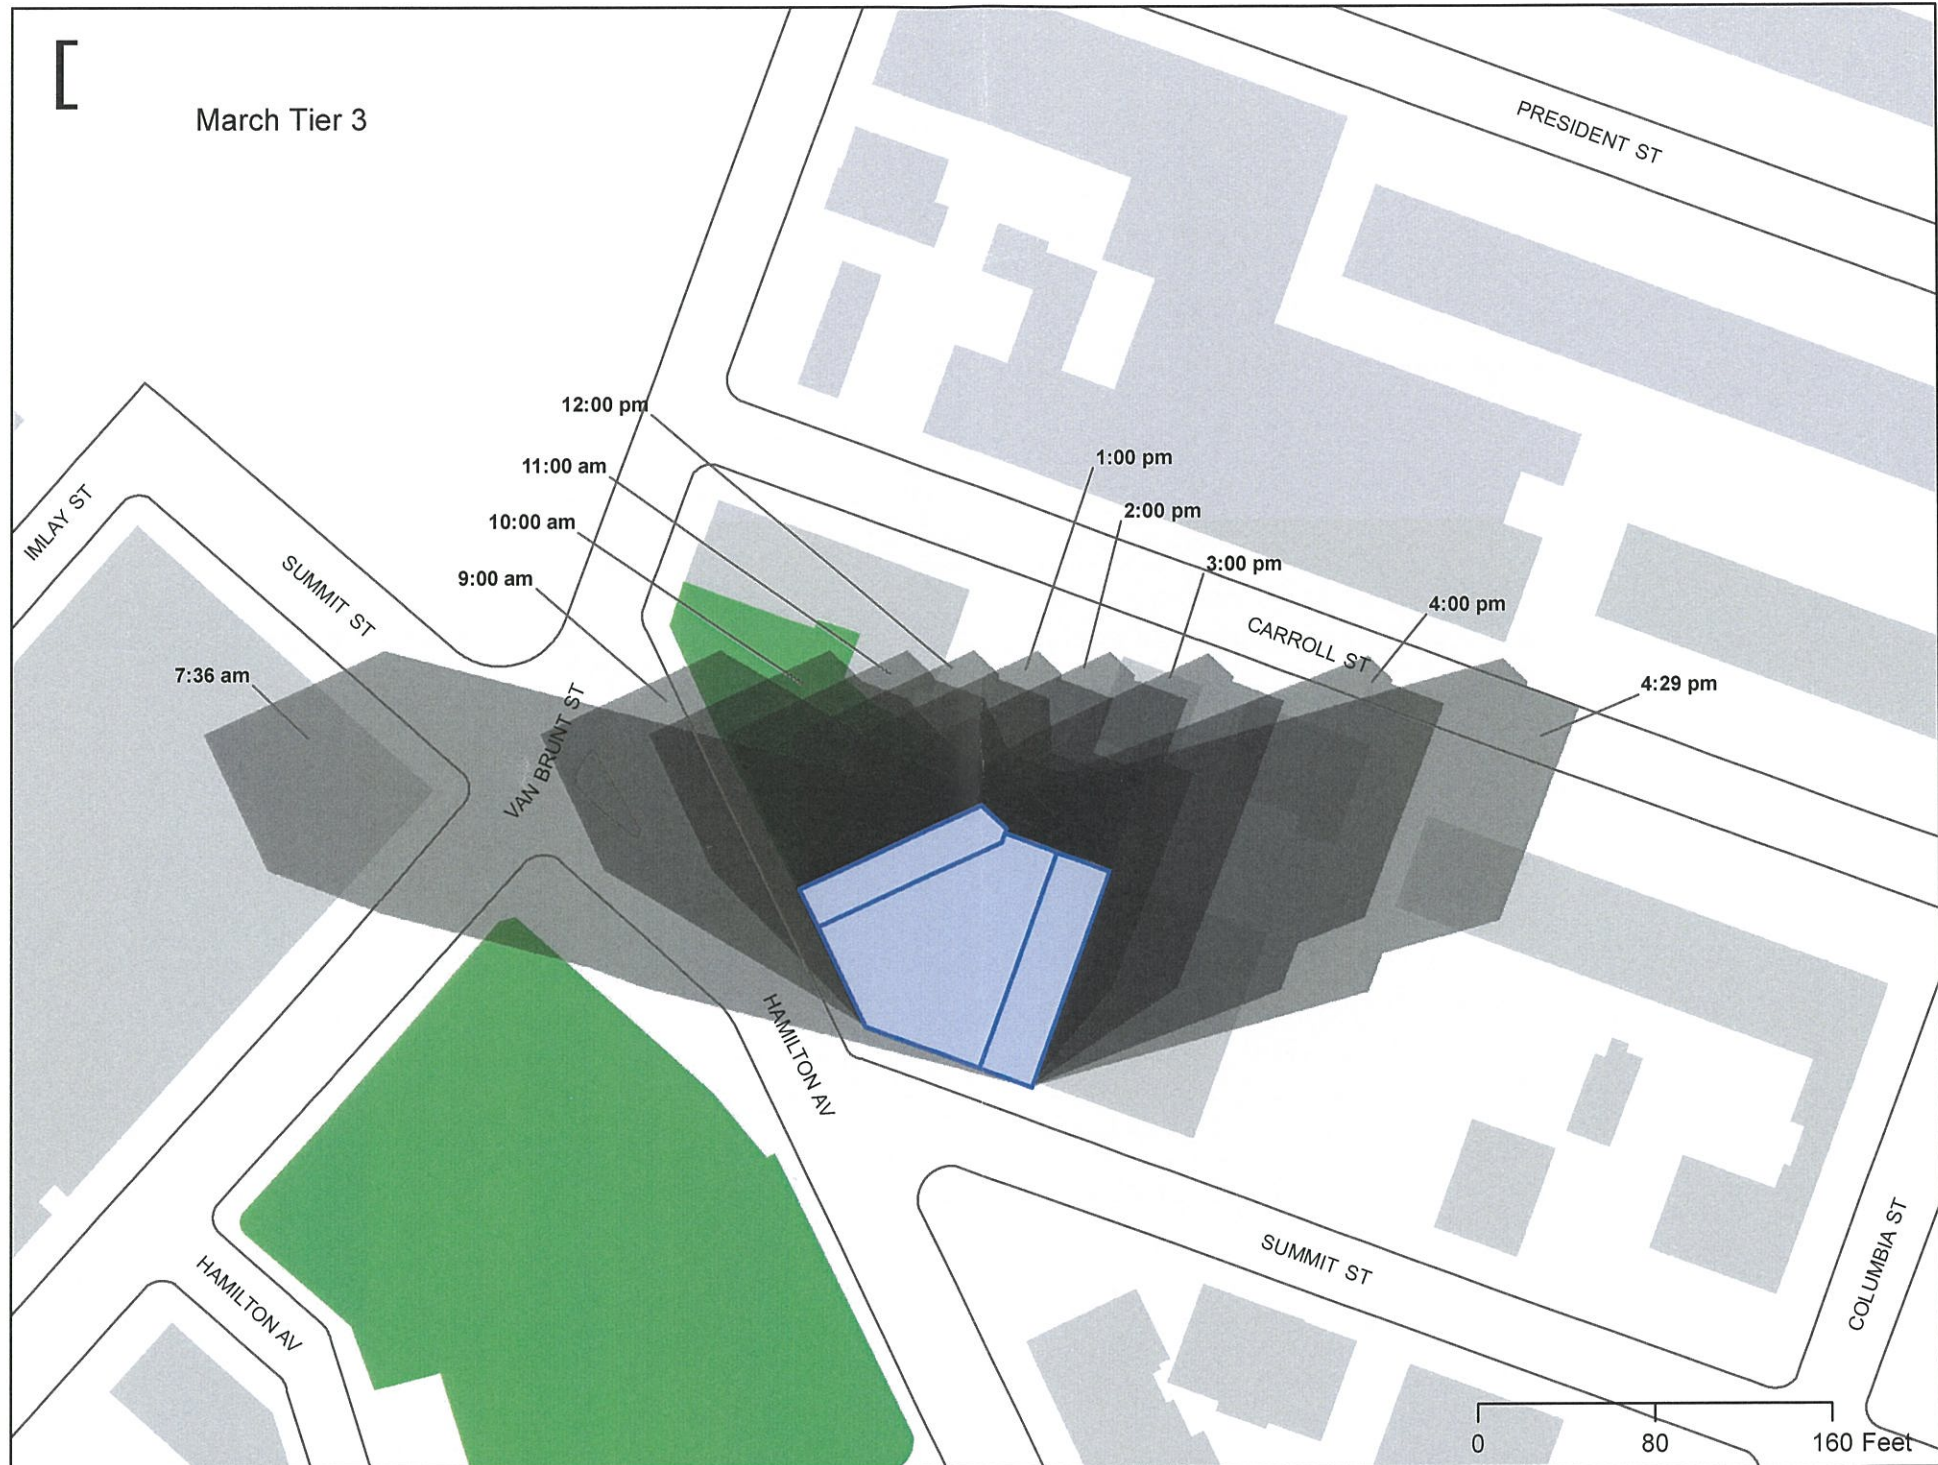 [
March Tier 3
PRESIDENT ST
12:00 pm
11:00 am
1:00 pm
10:00 am
2:00 pm
IMLAY ST
SUMMIT ST
9:00 am
3:00 pm
4:00 pm
CARROLL ST
7:36 am
4:29 pm
VAN BRUNT ST
HAMILTON AV
SUMMIT ST
COLUMBIA ST
HAMILTON AV
0 80 160 Feet